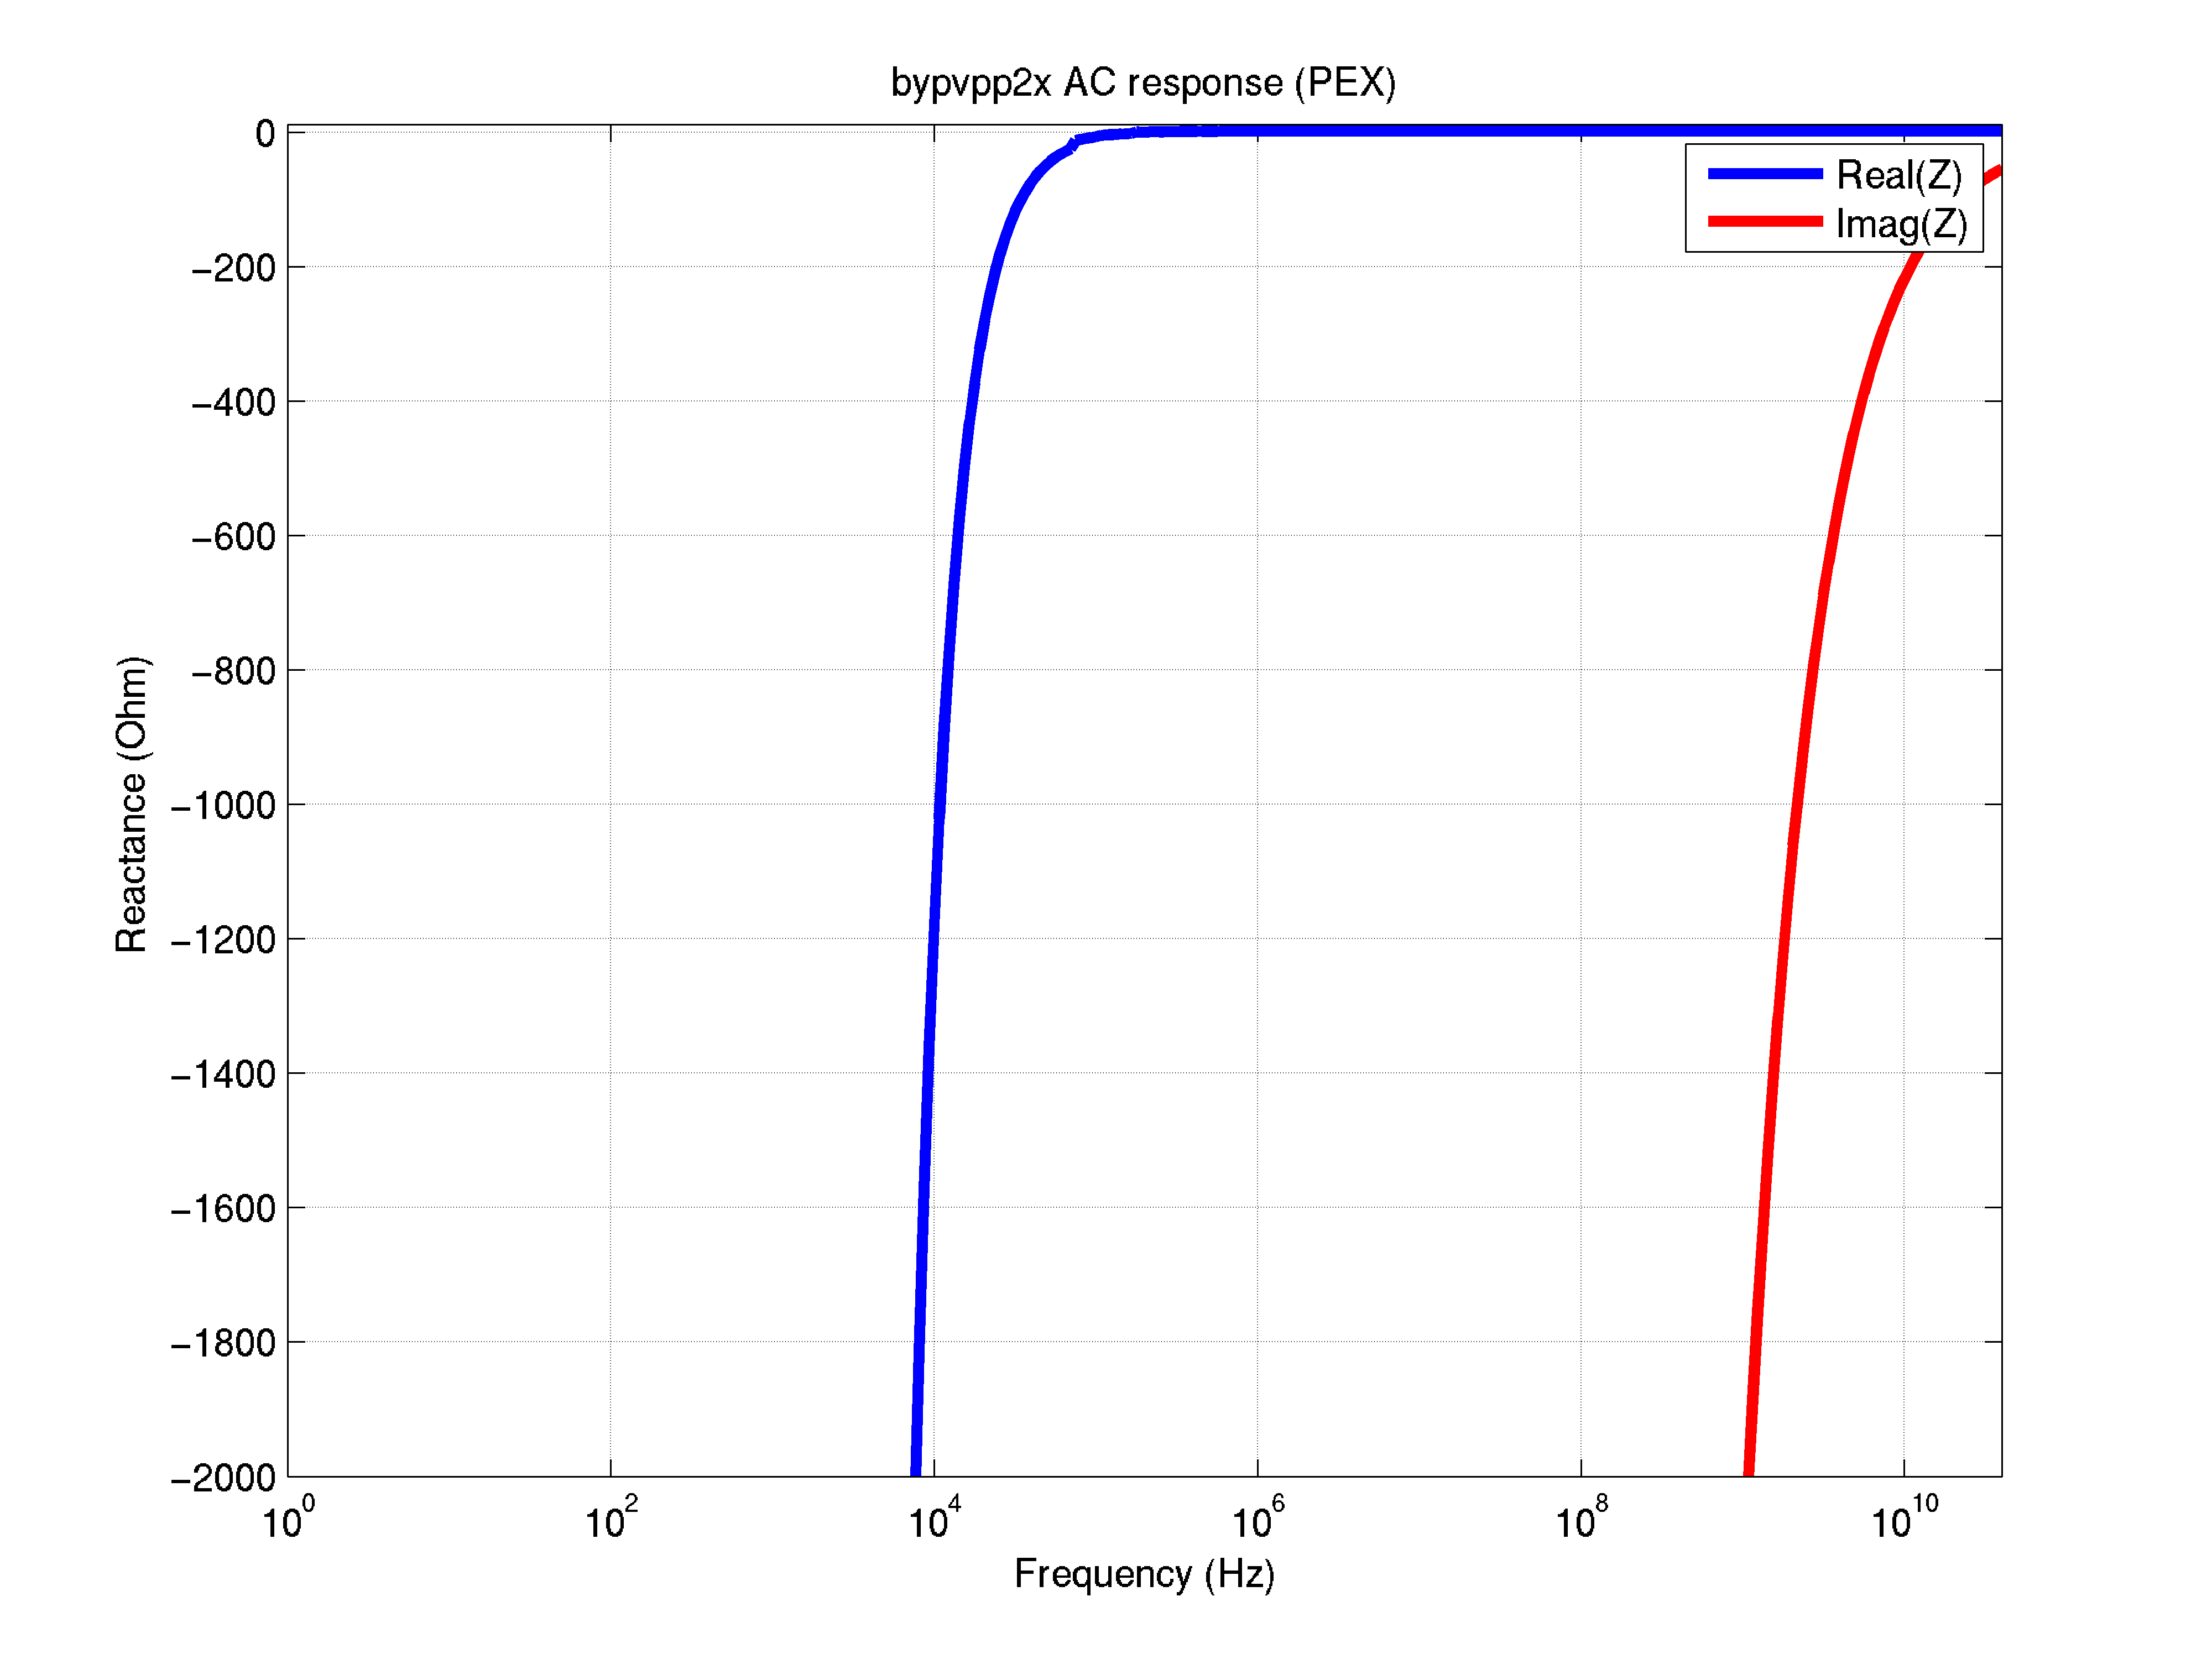 bypvpp2x AC response (PEX)
0
−200
−400
−600
−800
−1000
−1200
−1400
−1600
−1800
−2000
Reactance (Ohm)
Real(Z)
Imag(Z)
10^0 10^2 10^4 10^6 10^8 10^10
Frequency (Hz)